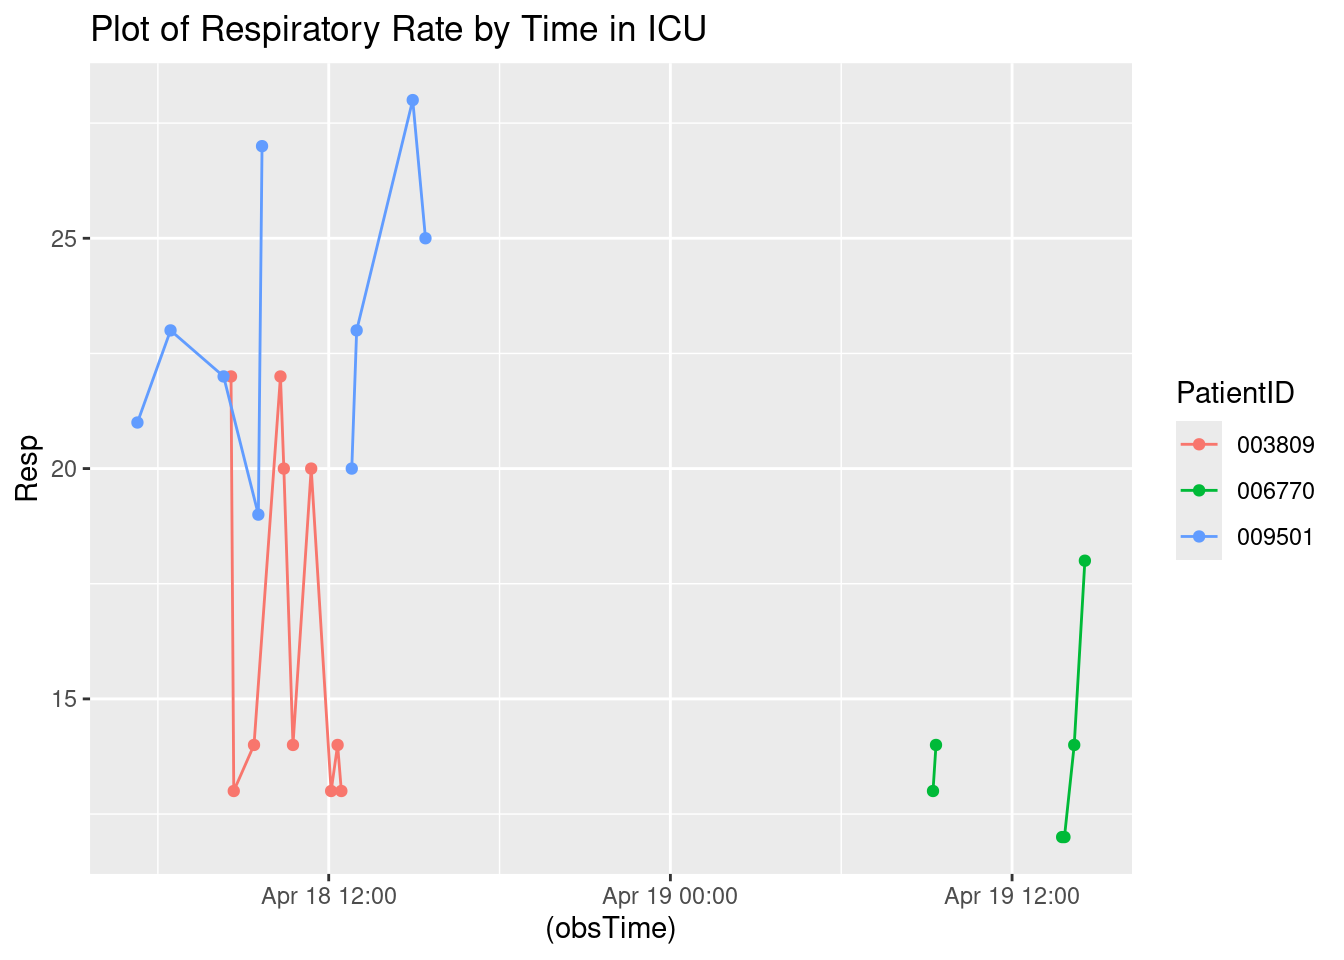 Plot of Respiratory Rate by Time in ICU
25
20
15
Resp
Apr 18 12:00
Apr 19 00:00
Apr 19 12:00
(obsTime)
PatientID
003809
006770
009501